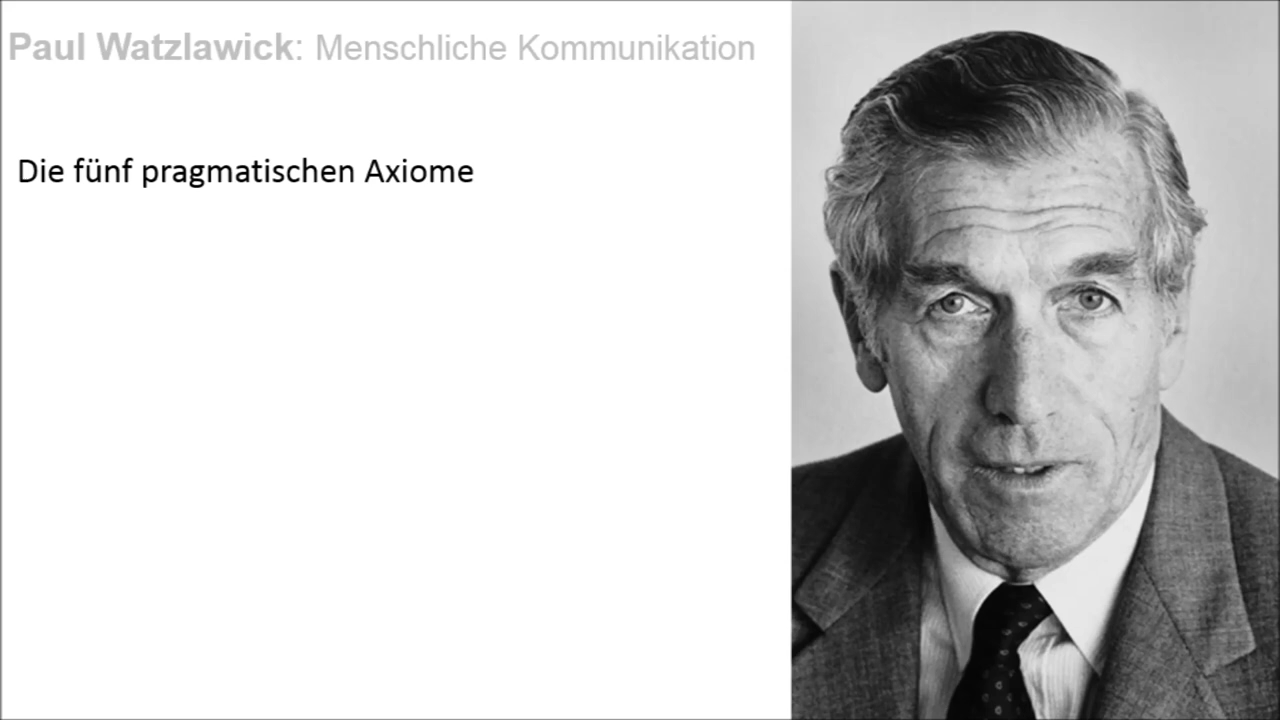 Paul Watzlawick: Menschliche Kommunikation
Die fünf pragmatischen Axiome